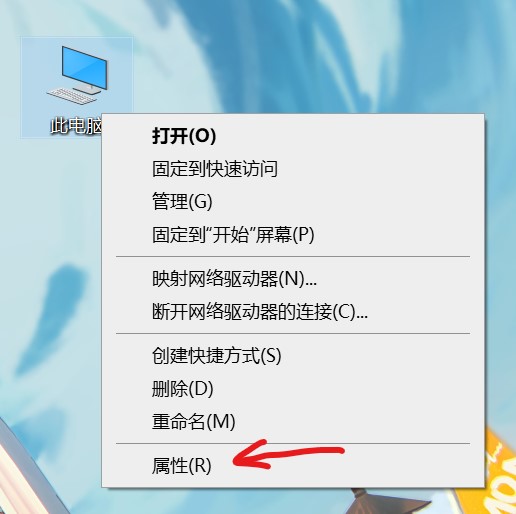 此电脑
打开(O)
固定到快速访问
管理(G)
固定到"开始"屏幕(P)
映射网络驱动器(N)...
断开网络驱动器的连接(C)...
创建快捷方式(S)
删除(D)
重命名(M)
属性(R)